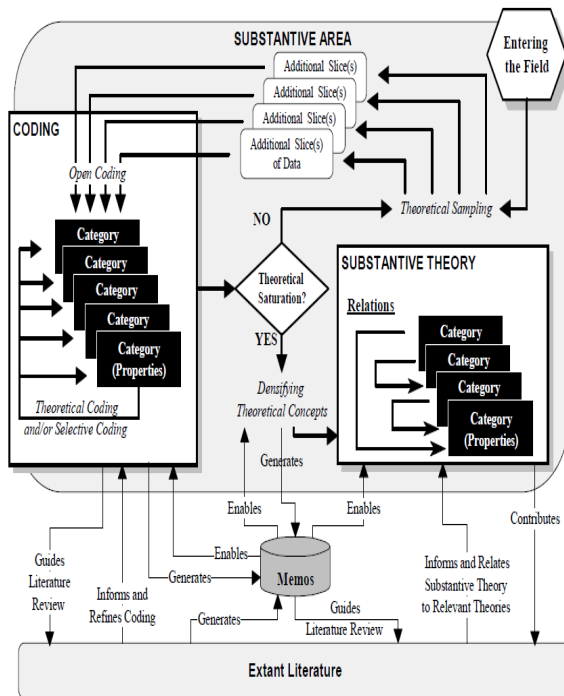 SUBSTANTIVE AREA
Entering
the Field
Additional Slice(s)
Additional Slice(s)
Additional Slice(s)
Additional Slice(s)
of Data
CODING
Open Coding
Theoretical Sampling
NO
Category
Category
Category
Category
Category
(Properties)
Theoretical Coding
and/or Selective Coding
Theoretical
Saturation?
YES
SUBSTANTIVE THEORY
Relations
Category
Category
Category
Category
(Properties)
Densifying
Theoretical Concepts
Generates
Enables
Enables
Contributes
Guides
Literature
Review
Informs and
Refines Coding
Enables
Generates
Memos
Generates
Guides
Literature Review
Informs and Relates
Substantive Theory
to Relevant Theories
Extant Literature